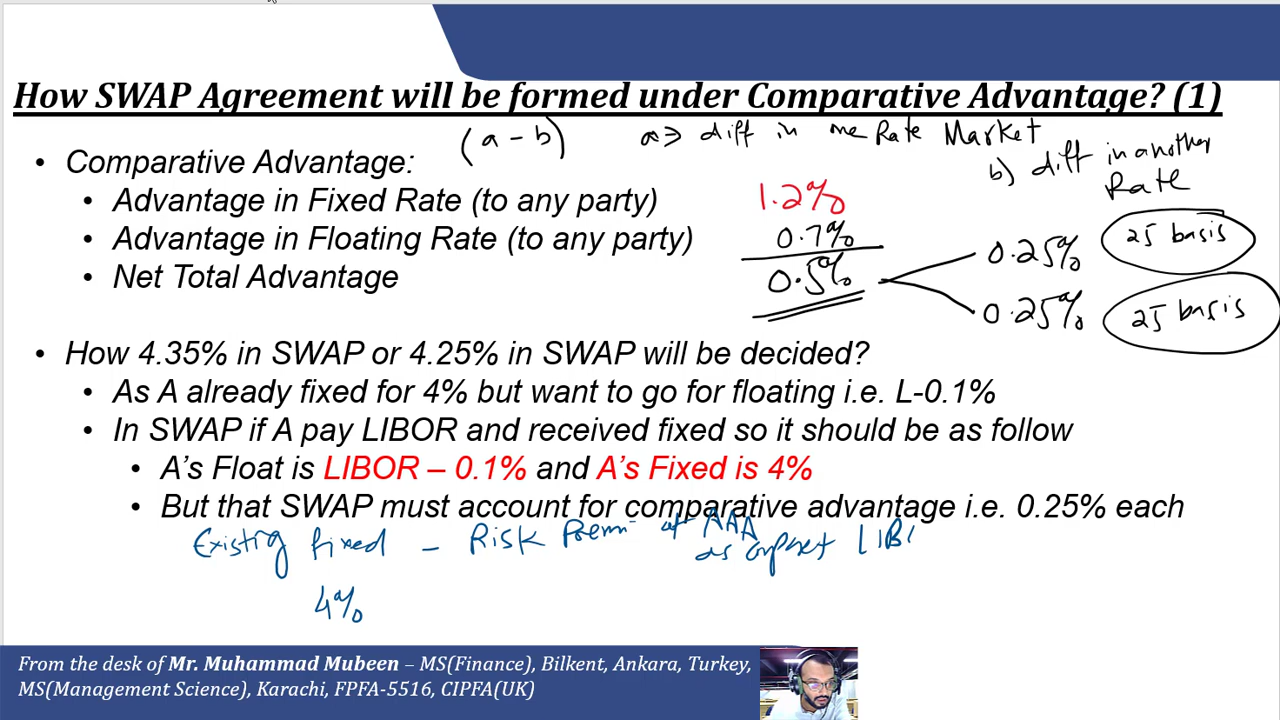 How SWAP Agreement will be formed under Comparative Advantage? (1)
(a - b) a⇒ diff in one Rate Market
b) diff in another Rate
• Comparative Advantage:
• Advantage in Fixed Rate (to any party)
• Advantage in Floating Rate (to any party)
• Net Total Advantage
1.2%
0.7%
0.5%
0.25% 25 basis
0.25% 25 basis
• How 4.35% in SWAP or 4.25% in SWAP will be decided?
• As A already fixed for 4% but want to go for floating i.e. L-0.1%
• In SWAP if A pay LIBOR and received fixed so it should be as follow
• A's Float is LIBOR – 0.1% and A's Fixed is 4%
• But that SWAP must account for comparative advantage i.e. 0.25% each
Existing fixed - Risk Prem of AAA
as LIB
4%
From the desk of Mr. Muhammad Mubeen – MS(Finance), Bilkent, Ankara, Turkey,
MS(Management Science), Karachi, FPFA-5516, CIPFA(UK)